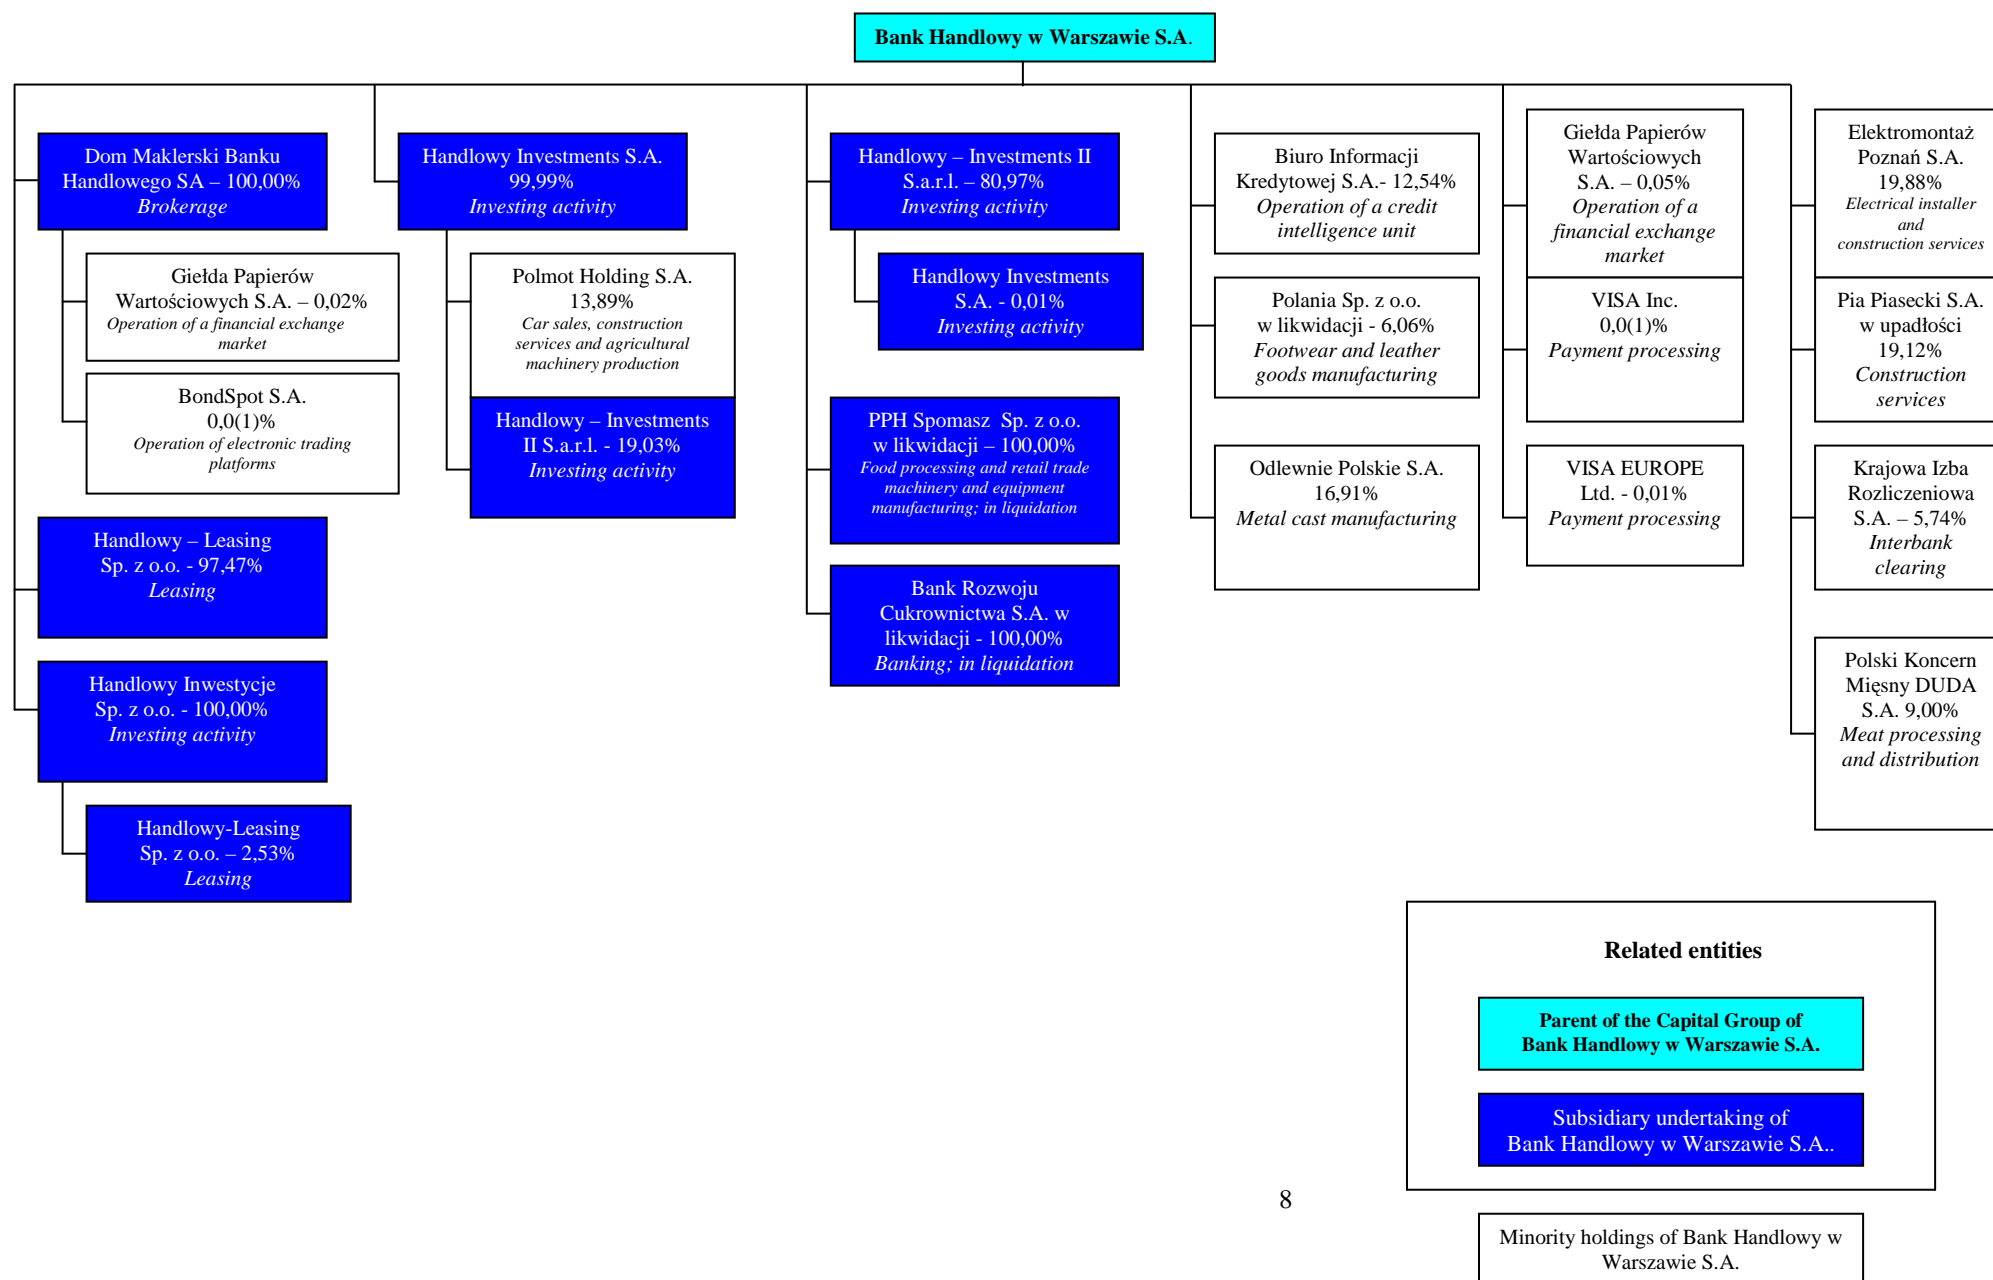 Bank Handlowy w Warszawie S.A.
Dom Maklerski Banku
Handlowego SA – 100,00%
Brokerage
Giełda Papierów
Wartościowych S.A. – 0,02%
Operation of a financial exchange
market
BondSpot S.A.
0,0(1)%
Operation of electronic trading
platforms
Handlowy – Leasing
Sp. z o.o. - 97,47%
Leasing
Handlowy Inwestycje
Sp. z o.o. - 100,00%
Investing activity
Handlowy-Leasing
Sp. z o.o. – 2,53%
Leasing
Handlowy Investments S.A.
99,99%
Investing activity
Polmot Holding S.A.
13,89%
Car sales, construction
services and agricultural
machinery production
Handlowy – Investments
II S.a.r.l. - 19,03%
Investing activity
Handlowy – Investments II
S.a.r.l. – 80,97%
Investing activity
Handlowy Investments
S.A. - 0,01%
Investing activity
PPH Spomasz Sp. z o.o.
w likwidacji – 100,00%
Food processing and retail trade
machinery and equipment
manufacturing; in liquidation
Bank Rozwoju
Cukrownictwa S.A. w
likwidacji - 100,00%
Banking; in liquidation
Biuro Informacji
Kredytowej S.A.- 12,54%
Operation of a credit
intelligence unit
Polania Sp. z o.o.
w likwidacji - 6,06%
Footwear and leather
goods manufacturing
Odlewnie Polskie S.A.
16,91%
Metal cast manufacturing
Giełda Papierów
Wartościowych
S.A. – 0,05%
Operation of a
financial exchange
market
VISA Inc.
0,0(1)%
Payment processing
VISA EUROPE
Ltd. - 0,01%
Payment processing
Elektromontaż
Poznań S.A.
19,88%
Electrical installer
and
construction services
Pia Piasecki S.A.
w upadłości
19,12%
Construction
services
Krajowa Izba
Rozliczeniowa
S.A. – 5,74%
Interbank
clearing
Polski Koncern
Mięsny DUDA
S.A. 9,00%
Meat processing
and distribution
Related entities
Parent of the Capital Group of
Bank Handlowy w Warszawie S.A.
Subsidiary undertaking of
Bank Handlowy w Warszawie S.A..
8
Minority holdings of Bank Handlowy w
Warszawie S.A.